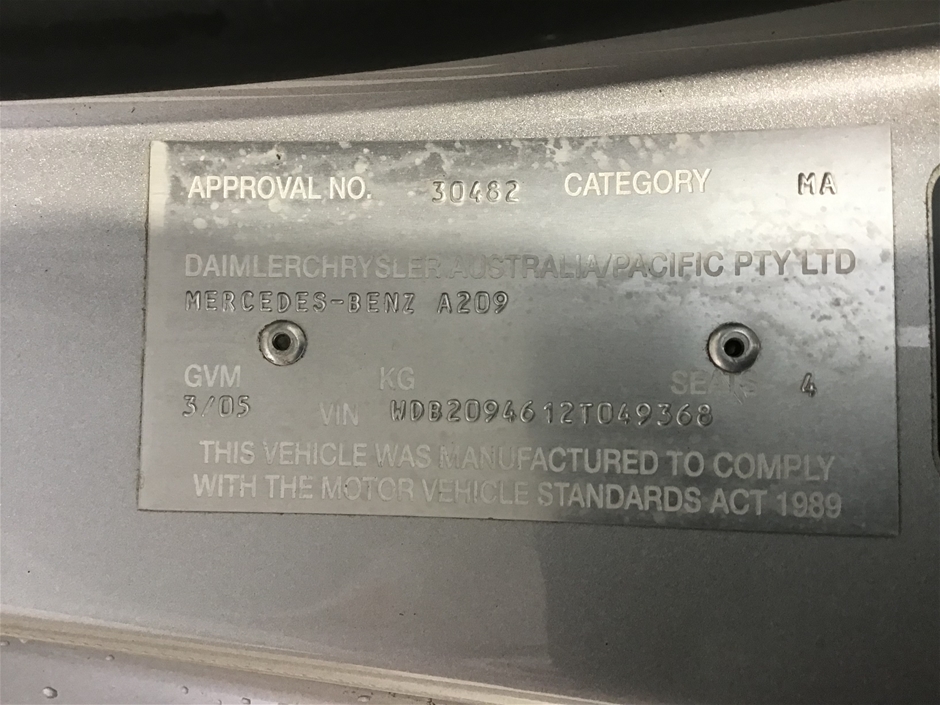 APPROVAL NO. 30482 CATEGORY MA
DAIMLERCHRYSLER AUSTRALIA/PACIFIC PTY LTD
MERCEDES-BENZ A209
GVM KG SEATS 4
3/05 VIN WDB2094612T049368
THIS VEHICLE WAS MANUFACTURED TO COMPLY
WITH THE MOTOR VEHICLE STANDARDS ACT 1989